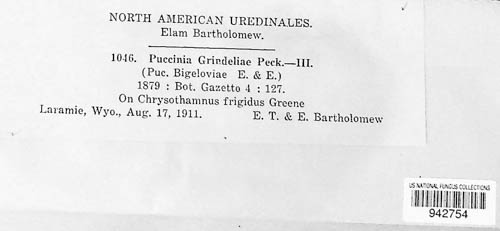 NORTH AMERICAN UREDINALES.
Elam Bartholomew.
1046. Puccinia Grindeliae Peck.—III.
(Puc. Bigeloviae E. & E.)
1879 : Bot. Gazette 4 : 127.
On Chrysothamnus frigidus Greene
Laramie, Wyo., Aug. 17, 1911. E. T. & E. Bartholomew
US NATIONAL FUNGUS COLLECTIONS
942754